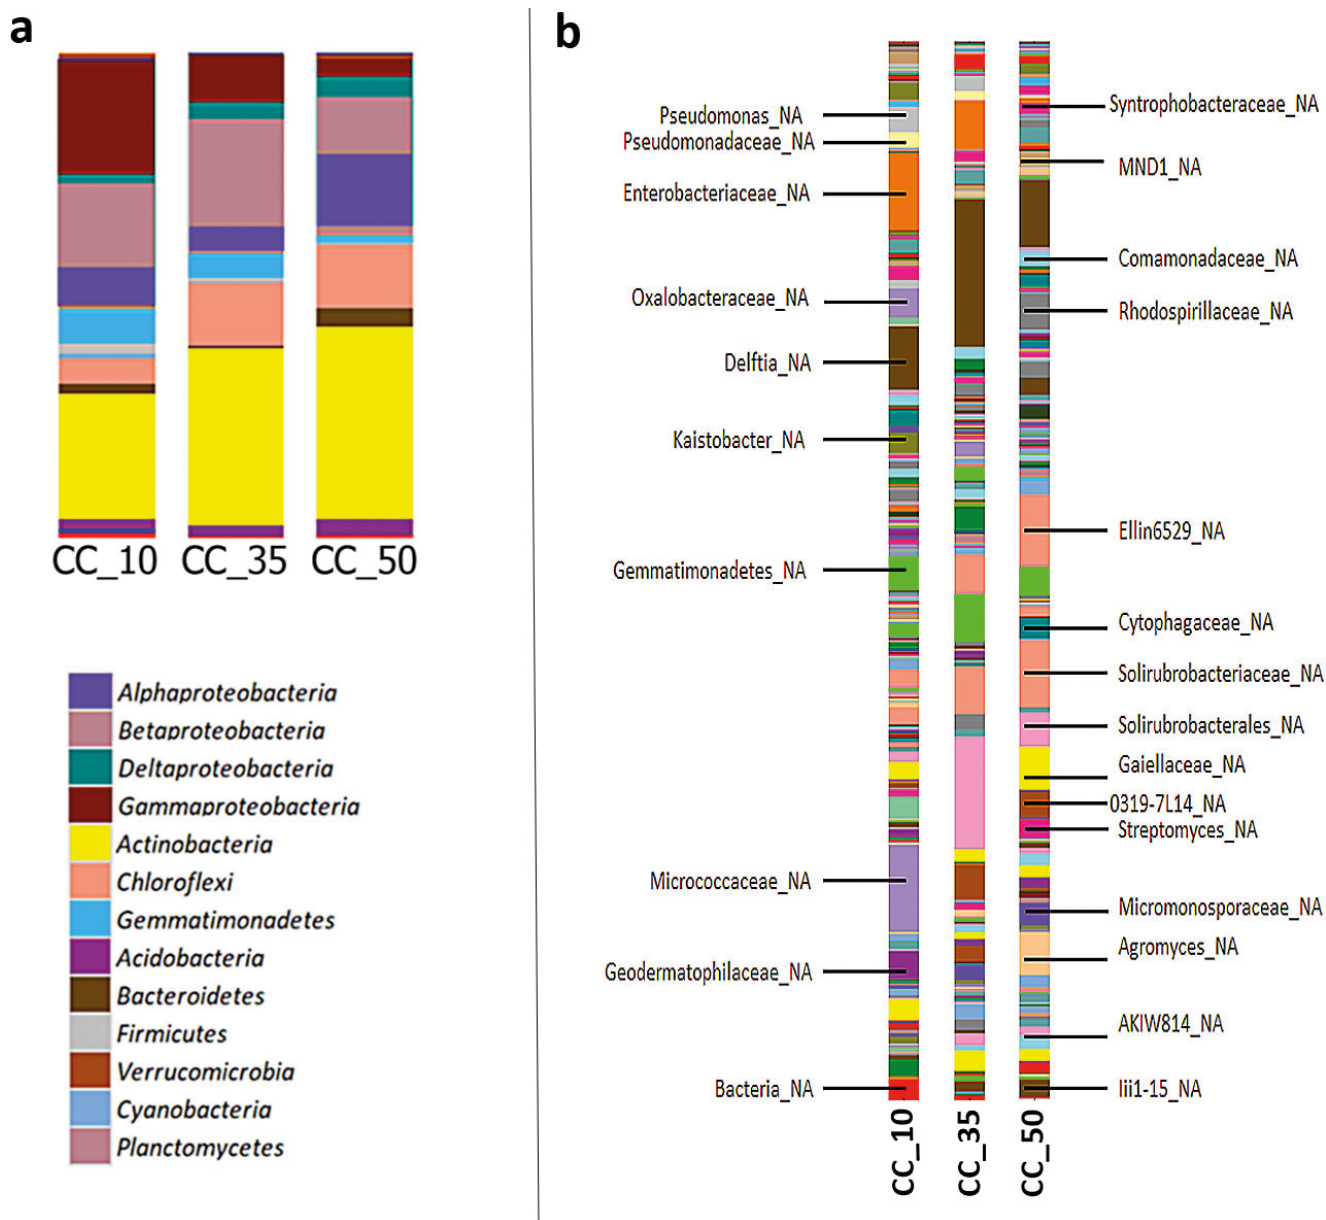 a
CC_10 CC_35 CC_50
Alphaproteobacteria
Betaproteobacteria
Deltaproteobacteria
Gammaproteobacteria
Actinobacteria
Chloroflexi
Gemmatimonadetes
Acidobacteria
Bacteroidetes
Firmicutes
Verrucomicrobia
Cyanobacteria
Planctomycetes
b
Pseudomonas_NA
Pseudomonadaceae_NA
Enterobacteriaceae_NA
Oxalobacteraceae_NA
Delftia_NA
Kaistobacter_NA
Gemmatimonadetes_NA
Micrococcaceae_NA
Geodermatophilaceae_NA
Bacteria_NA
Syntrophobacteraceae_NA
MND1_NA
Comamonadaceae_NA
Rhodospirillaceae_NA
Ellin6529_NA
Cytophagaceae_NA
Solirubrobacteriaceae_NA
Solirubrobacterales_NA
Gaiellaceae_NA
0319-7L14_NA
Streptomyces_NA
Micromonosporaceae_NA
Agromyces_NA
AKIW814_NA
Iii1-15_NA
CC_10
CC_35
CC_50